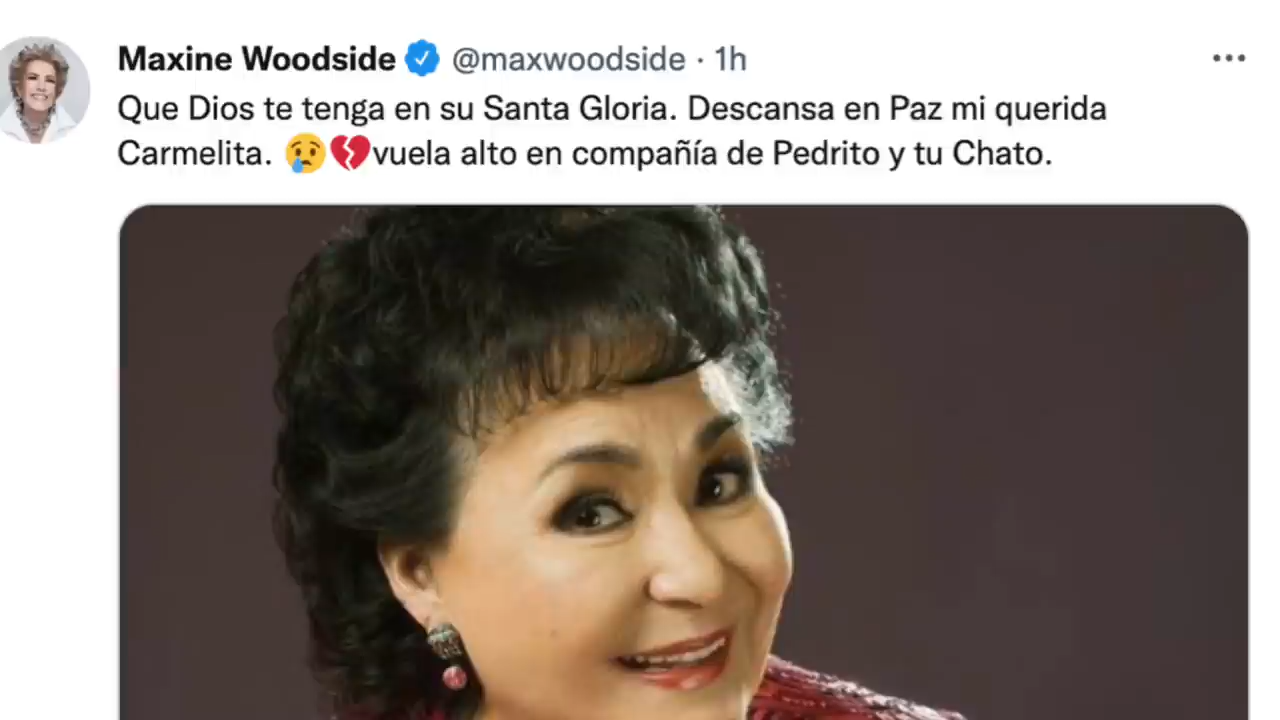 Maxine Woodside @maxwoodside · 1h
Que Dios te tenga en su Santa Gloria. Descansa en Paz mi querida
Carmelita. 😢💔vuela alto en compañía de Pedrito y tu Chato.